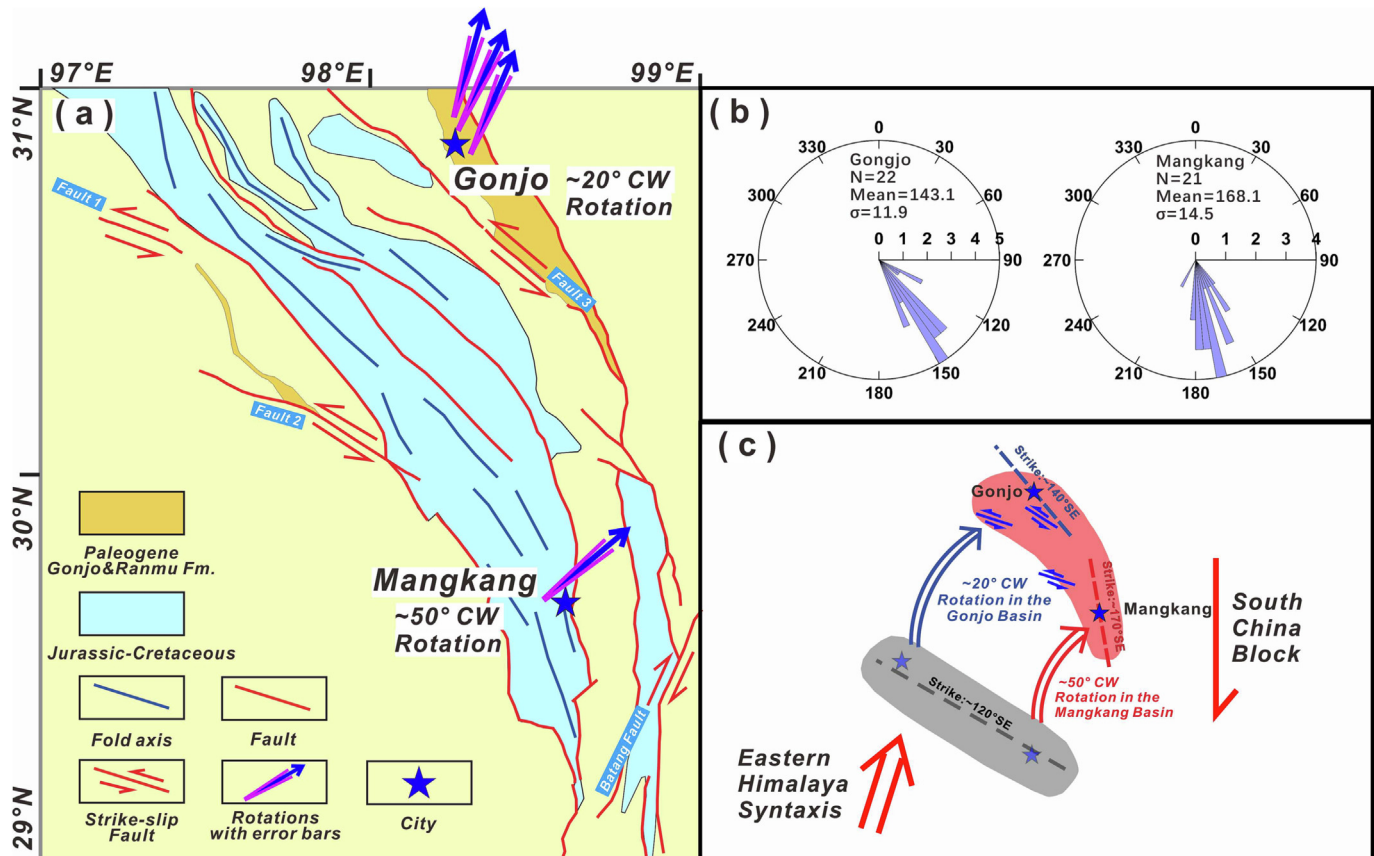 97°E
98°E
99°E
31°N
30°N
29°N
( a )
Gonjo
~20° CW
Rotation
Fault 1
Fault 2
Fault 3
Mangkang
~50° CW
Rotation
Batang Fault
Paleogene
Gonjo&Ranmu Fm.
Jurassic-Cretaceous
Fold axis
Fault
Strike-slip
Fault
Rotations
with error bars
City
( b )
0
30
60
90
120
150
180
210
240
270
300
330
Gongjo
N=22
Mean=143.1
σ=11.9
0 1 2 3 4 5
0
30
60
90
120
150
180
210
240
270
300
330
Mangkang
N=21
Mean=168.1
σ=14.5
0 1 2 3 4
( c )
Strike:~140°SE
Gonjo
~20° CW
Rotation in the
Gonjo Basin
Strike:~170°SE
Mangkang
~50° CW
Rotation in the
Mangkang Basin
Strike:~120°SE
South
China
Block
Eastern
Himalaya
Syntaxis